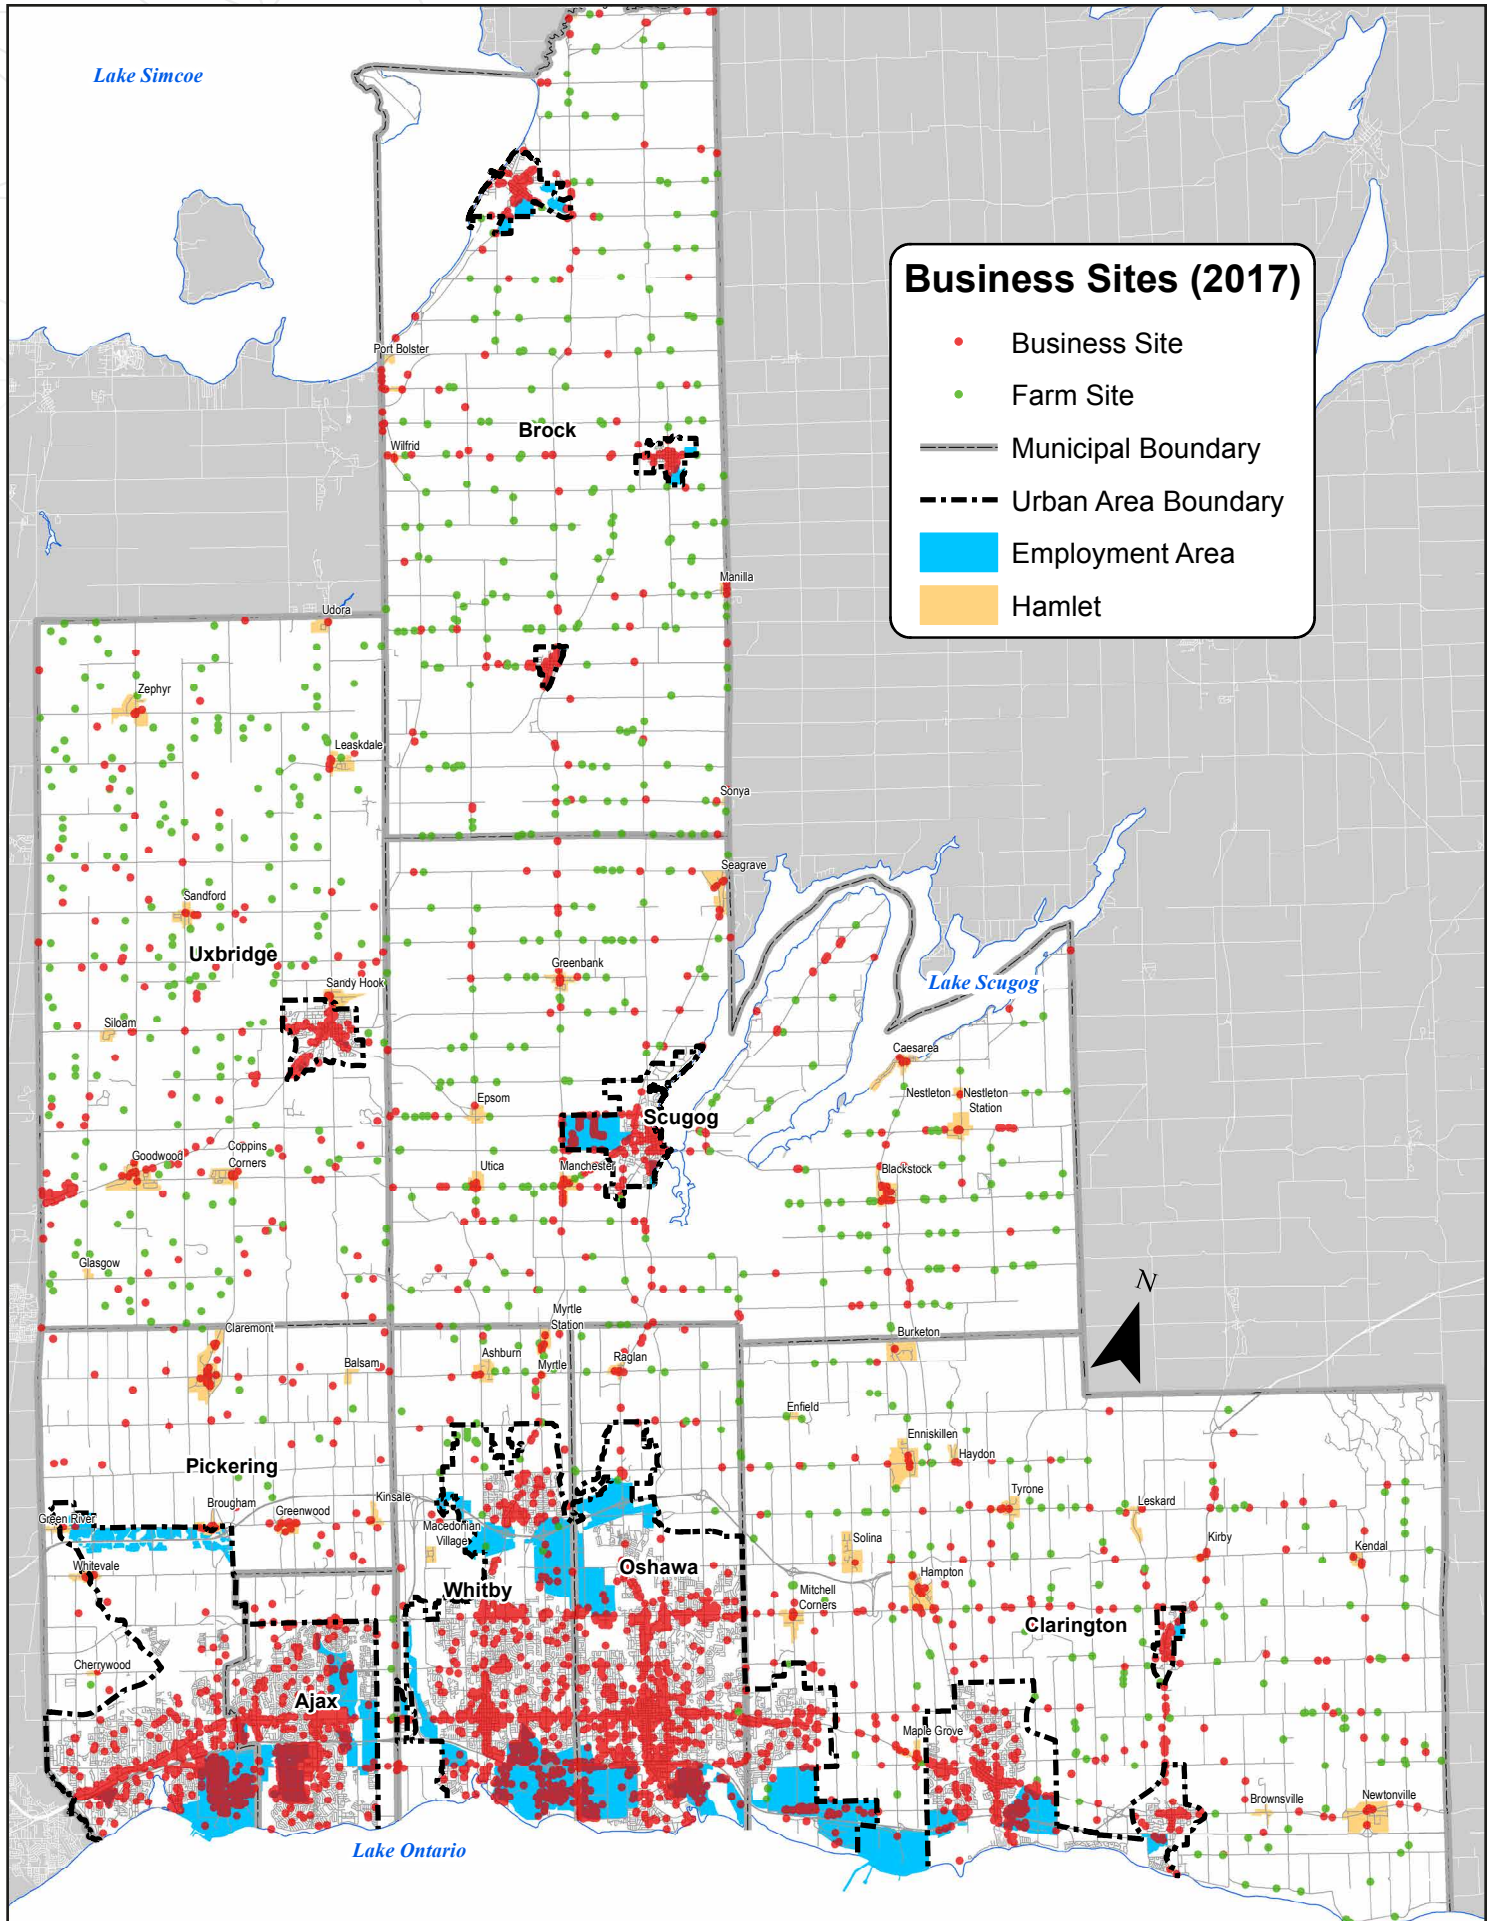 Lake Simcoe
Business Sites (2017)
Business Site
Farm Site
Municipal Boundary
Urban Area Boundary
Employment Area
Hamlet
Port Bolster
Brock
Wilfrid
Manilla
Udora
Zephyr
Leaskdale
Sonya
Seagrave
Sandford
Uxbridge
Greenbank
Sandy Hook
Lake Scugog
Siloam
Caesarea
Epsom
Nestleton
Nestleton
Station
Scugog
Coppins
Corners
Goodwood
Utica
Manchester
Blackstock
Glasgow
N
Myrtle
Station
Claremont
Burketon
Ashburn
Myrtle
Raglan
Balsam
Enfield
Enniskillen
Haydon
Pickering
Kinsale
Brougham
Greenwood
Green River
Macedonian
Village
Tyrone
Leskard
Solina
Kirby
Kendal
Whitevale
Whitby
Oshawa
Hampton
Mitchell
Corners
Clarington
Cherrywood
Ajax
Maple Grove
Brownsville
Newtonville
Lake Ontario